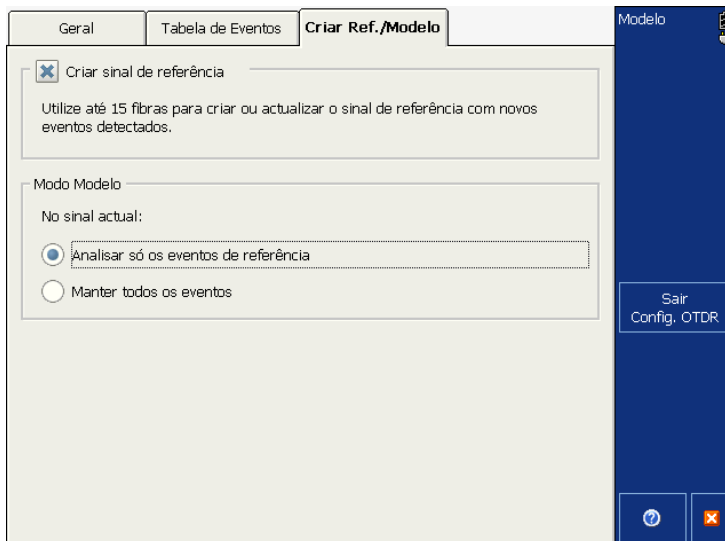 Geral
Tabela de Eventos
Criar Ref./Modelo
Modelo
Criar sinal de referência
Utilize até 15 fibras para criar ou actualizar o sinal de referência com novos
eventos detectados.
Modo Modelo
No sinal actual:
Analisar só os eventos de referência
Manter todos os eventos
Sair
Config. OTDR